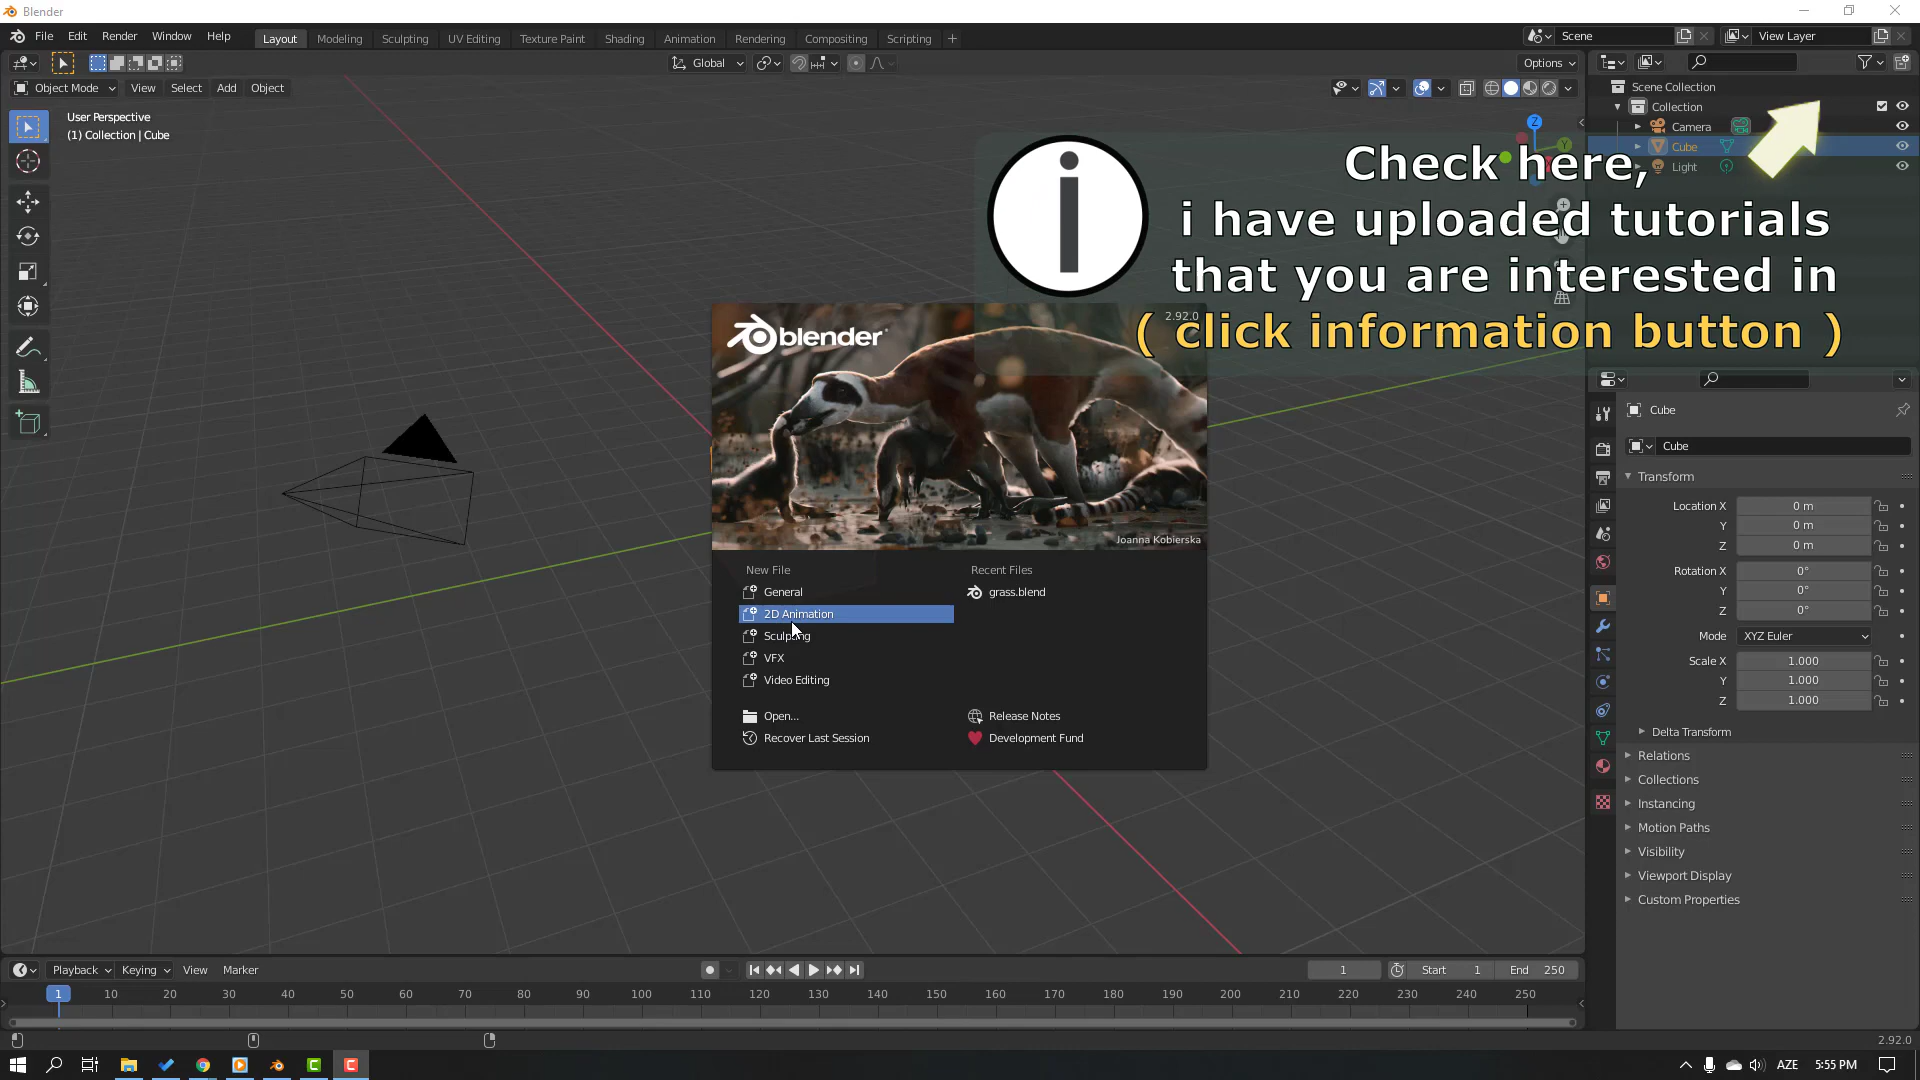 Blender
File Edit Render Window Help
Layout Modeling Sculpting UV Editing Texture Paint Shading Animation Rendering Compositing Scripting +
Scene
View Layer
Global
Options
Object Mode View Select Add Object
User Perspective
(1) Collection | Cube
Scene Collection
Collection
Camera
Cube
Light
Z
Y
Check here,
i have uploaded tutorials
that you are interested in
( click information button )
blender
2.92.0
Joanna Kobierska
New File
General
2D Animation
Sculpting
VFX
Video Editing
Open...
Recover Last Session
Recent Files
grass.blend
Release Notes
Development Fund
Cube
Cube
Transform
Location X 0 m
Y 0 m
Z 0 m
Rotation X 0°
Y 0°
Z 0°
Mode XYZ Euler
Scale X 1.000
Y 1.000
Z 1.000
Delta Transform
Relations
Collections
Instancing
Motion Paths
Visibility
Viewport Display
Custom Properties
Playback Keying View Marker
1 Start 1 End 250
1 10 20 30 40 50 60 70 80 90 100 110 120 130 140 150 160 170 180 190 200 210 220 230 240 250
2.92.0
AZE 5:55 PM